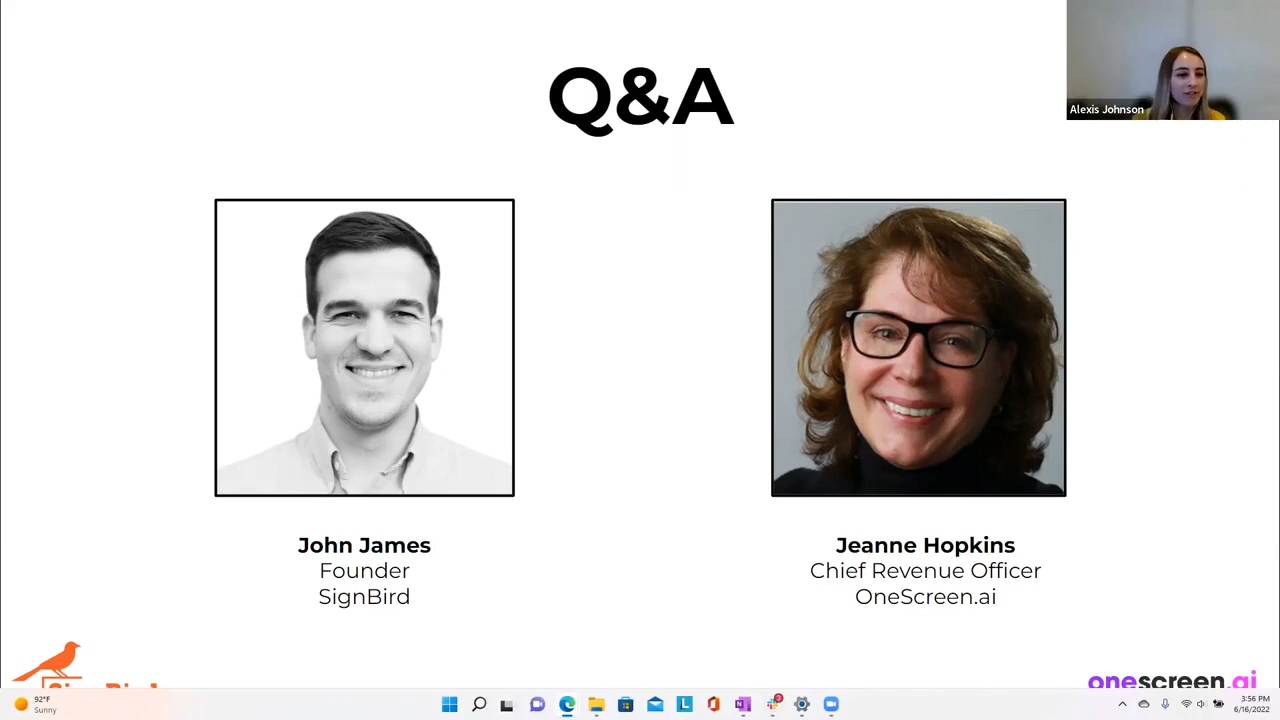 Q&A
Alexis Johnson
John James
Founder
SignBird
Jeanne Hopkins
Chief Revenue Officer
OneScreen.ai
SignBird
onescreen.ai
92°F
Sunny
3:56 PM
6/16/2022